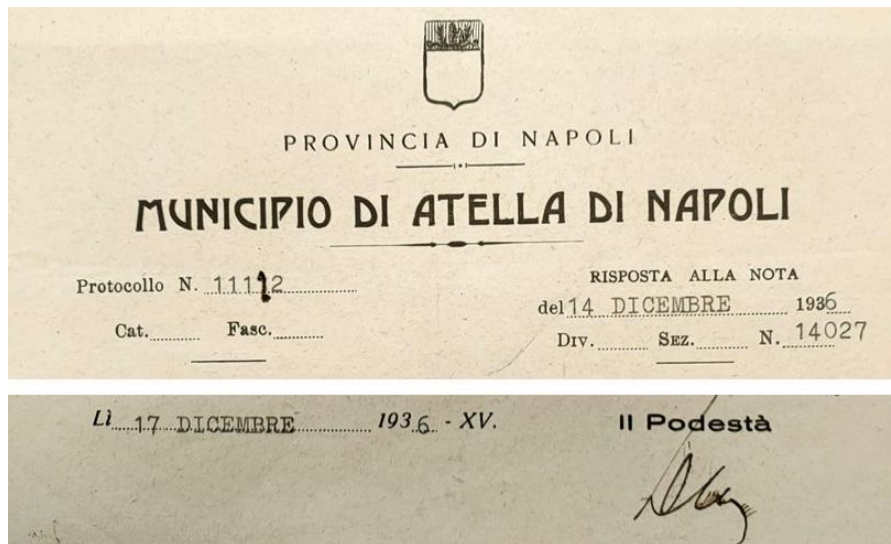 PROVINCIA DI NAPOLI
MUNICIPIO DI ATELLA DI NAPOLI
Protocollo N. 11112
RISPOSTA ALLA NOTA
del 14 DICEMBRE 1936
Cat. Fasc.
Div. Sez. N. 14027
Lì 17 DICEMBRE 1936 - XV.
Il Podestà